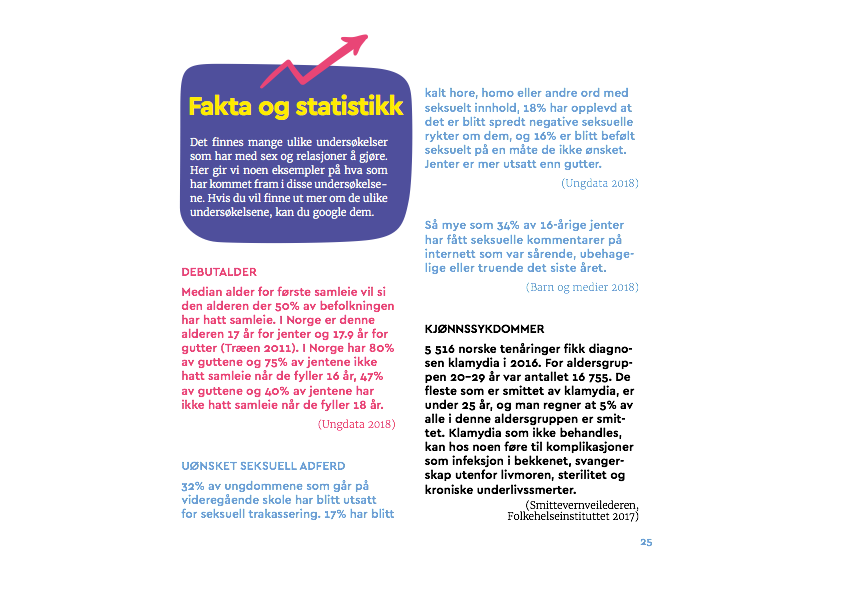 Fakta og statistikk
Det finnes mange ulike undersøkelser
som har med sex og relasjoner å gjøre.
Her gir vi noen eksempler på hva som
har kommet fram i disse undersøkelse-
ne. Hvis du vil finne ut mer om de ulike
undersøkelsene, kan du google dem.
DEBUTALDER
Median alder for første samleie vil si
den alderen der 50% av befolkningen
har hatt samleie. I Norge er denne
alderen 17 år for jenter og 17.9 år for
gutter (Træen 2011). I Norge har 80%
av guttene og 75% av jentene ikke
hatt samleie når de fyller 16 år, 47%
av guttene og 40% av jentene har
ikke hatt samleie når de fyller 18 år.
(Ungdata 2018)
UØNSKET SEKSUELL ADFERD
32% av ungdommene som går på
videregående skole har blitt utsatt
for seksuell trakassering. 17% har blitt
kalt hore, homo eller andre ord med
seksuelt innhold, 18% har opplevd at
det er blitt spredt negative seksuelle
rykter om dem, og 16% er blitt befølt
seksuelt på en måte de ikke ønsket.
Jenter er mer utsatt enn gutter.
(Ungdata 2018)
Så mye som 34% av 16-årige jenter
har fått seksuelle kommentarer på
internett som var sårende, ubehage-
lige eller truende det siste året.
(Barn og medier 2018)
KJØNNSSYKDOMMER
5 516 norske tenåringer fikk diagno-
sen klamydia i 2016. For aldersgrup-
pen 20–29 år var antallet 16 755. De
fleste som er smittet av klamydia, er
under 25 år, og man regner at 5% av
alle i denne aldersgruppen er smit-
tet. Klamydia som ikke behandles,
kan hos noen føre til komplikasjoner
som infeksjon i bekkenet, svanger-
skap utenfor livmoren, sterilitet og
kroniske underlivssmerter.
(Smittevernveilederen,
Folkehelseinstituttet 2017)
25